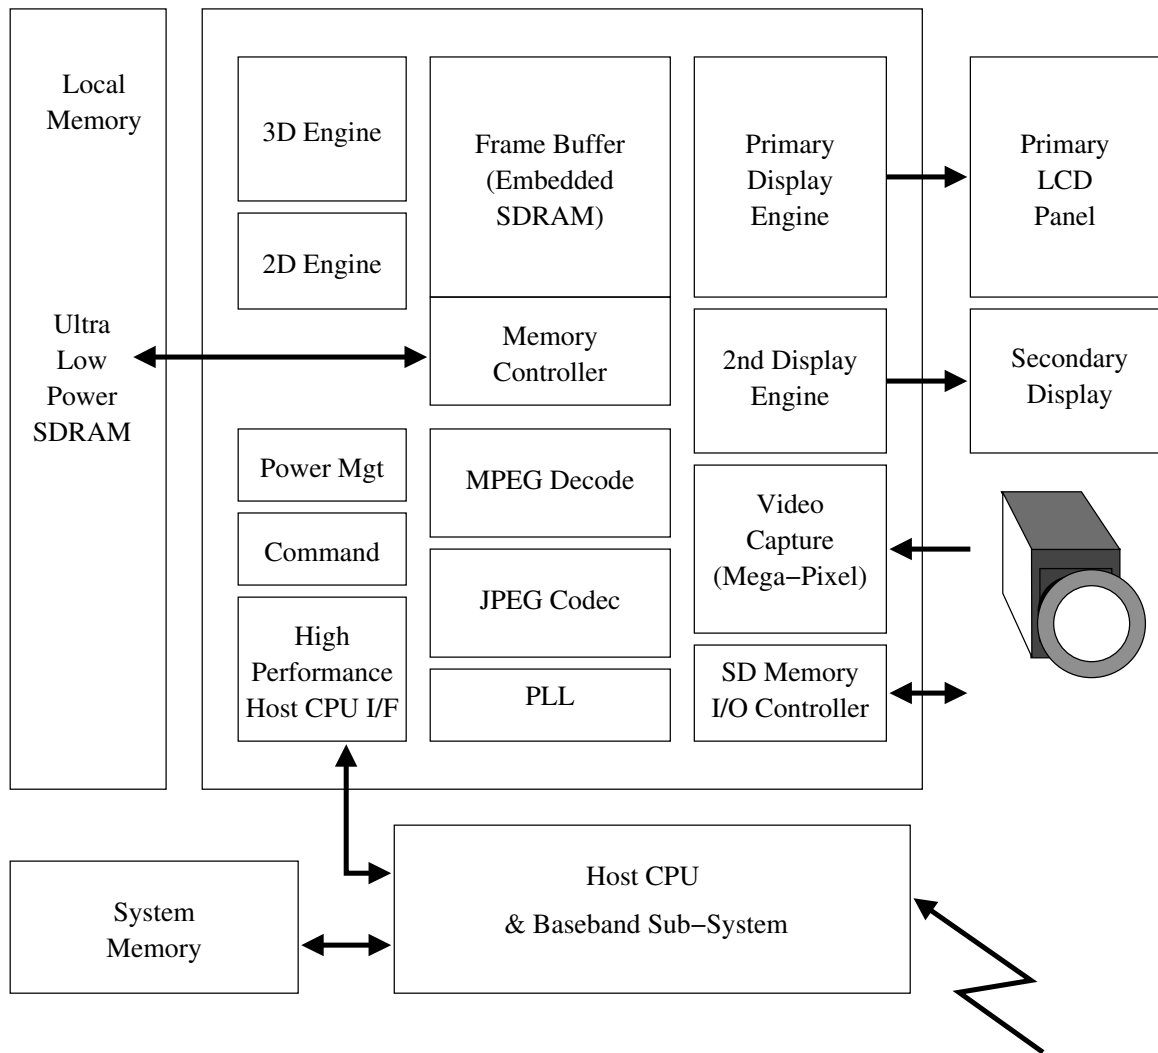 Local
Memory
Ultra
Low
Power
SDRAM
3D Engine
2D Engine
Frame Buffer
(Embedded
SDRAM)
Memory
Controller
Primary
Display
Engine
Primary
LCD
Panel
2nd Display
Engine
Secondary
Display
Power Mgt
Command
High
Performance
Host CPU I/F
MPEG Decode
JPEG Codec
PLL
Video
Capture
(Mega−Pixel)
SD Memory
I/O Controller
System
Memory
Host CPU
& Baseband Sub−System